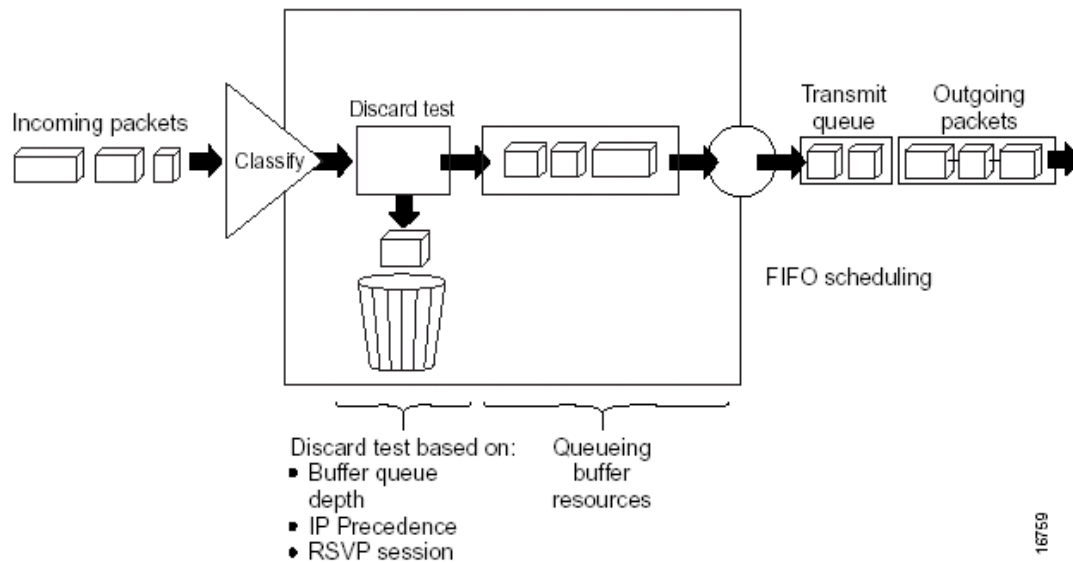 Incoming packets
Classify
Discard test
Transmit
queue
Outgoing
packets
FIFO scheduling
Discard test based on:
• Buffer queue
depth
• IP Precedence
• RSVP session
Queueing
buffer
resources
16759